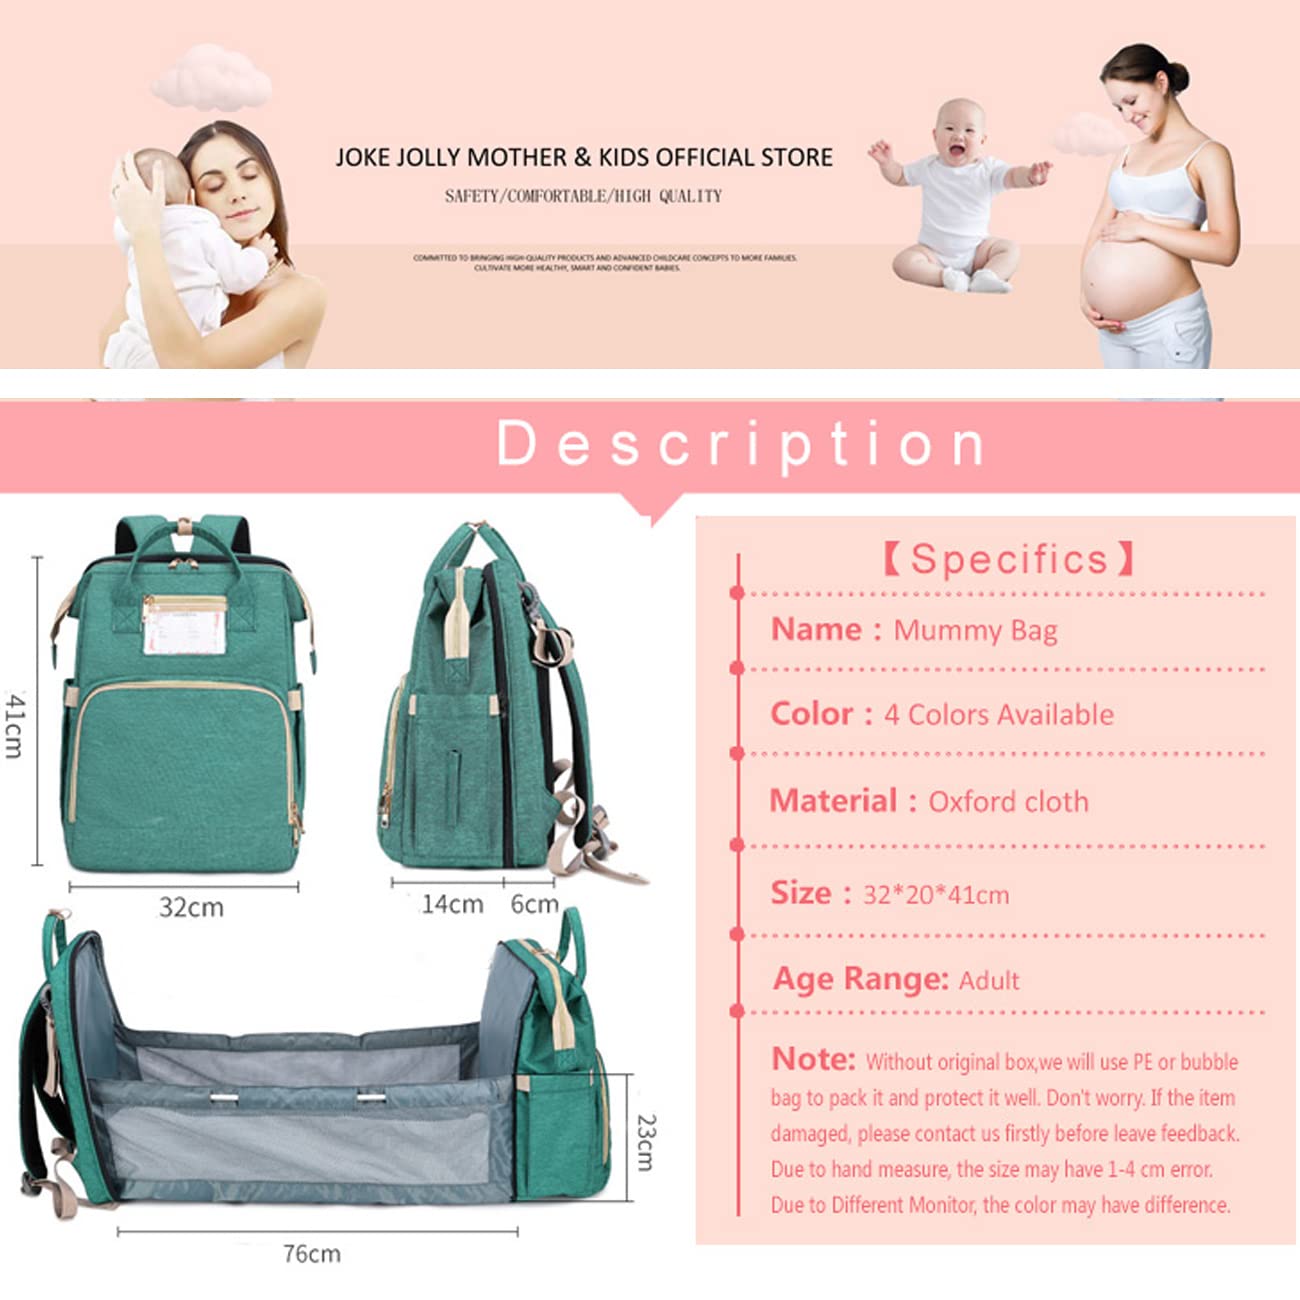 JOKE JOLLY MOTHER & KIDS OFFICIAL STORE
SAFETY/COMFORTABLE/HIGH QUALITY
COMMITTED TO BRINGING HIGH-QUALITY PRODUCTS AND ADVANCED CHILDCARE CONCEPTS TO MORE FAMILIES.
CULTIVATE MORE HEALTHY, SMART AND CONFIDENT BABIES.
Description
41cm
32cm
14cm 6cm
23cm
76cm
【Specifics】
Name : Mummy Bag
Color : 4 Colors Available
Material : Oxford cloth
Size : 32*20*41cm
Age Range: Adult
Note: Without original box,we will use PE or bubble
bag to pack it and protect it well. Don't worry. If the item
damaged, please contact us firstly before leave feedback.
Due to hand measure, the size may have 1-4 cm error.
Due to Different Monitor, the color may have difference.